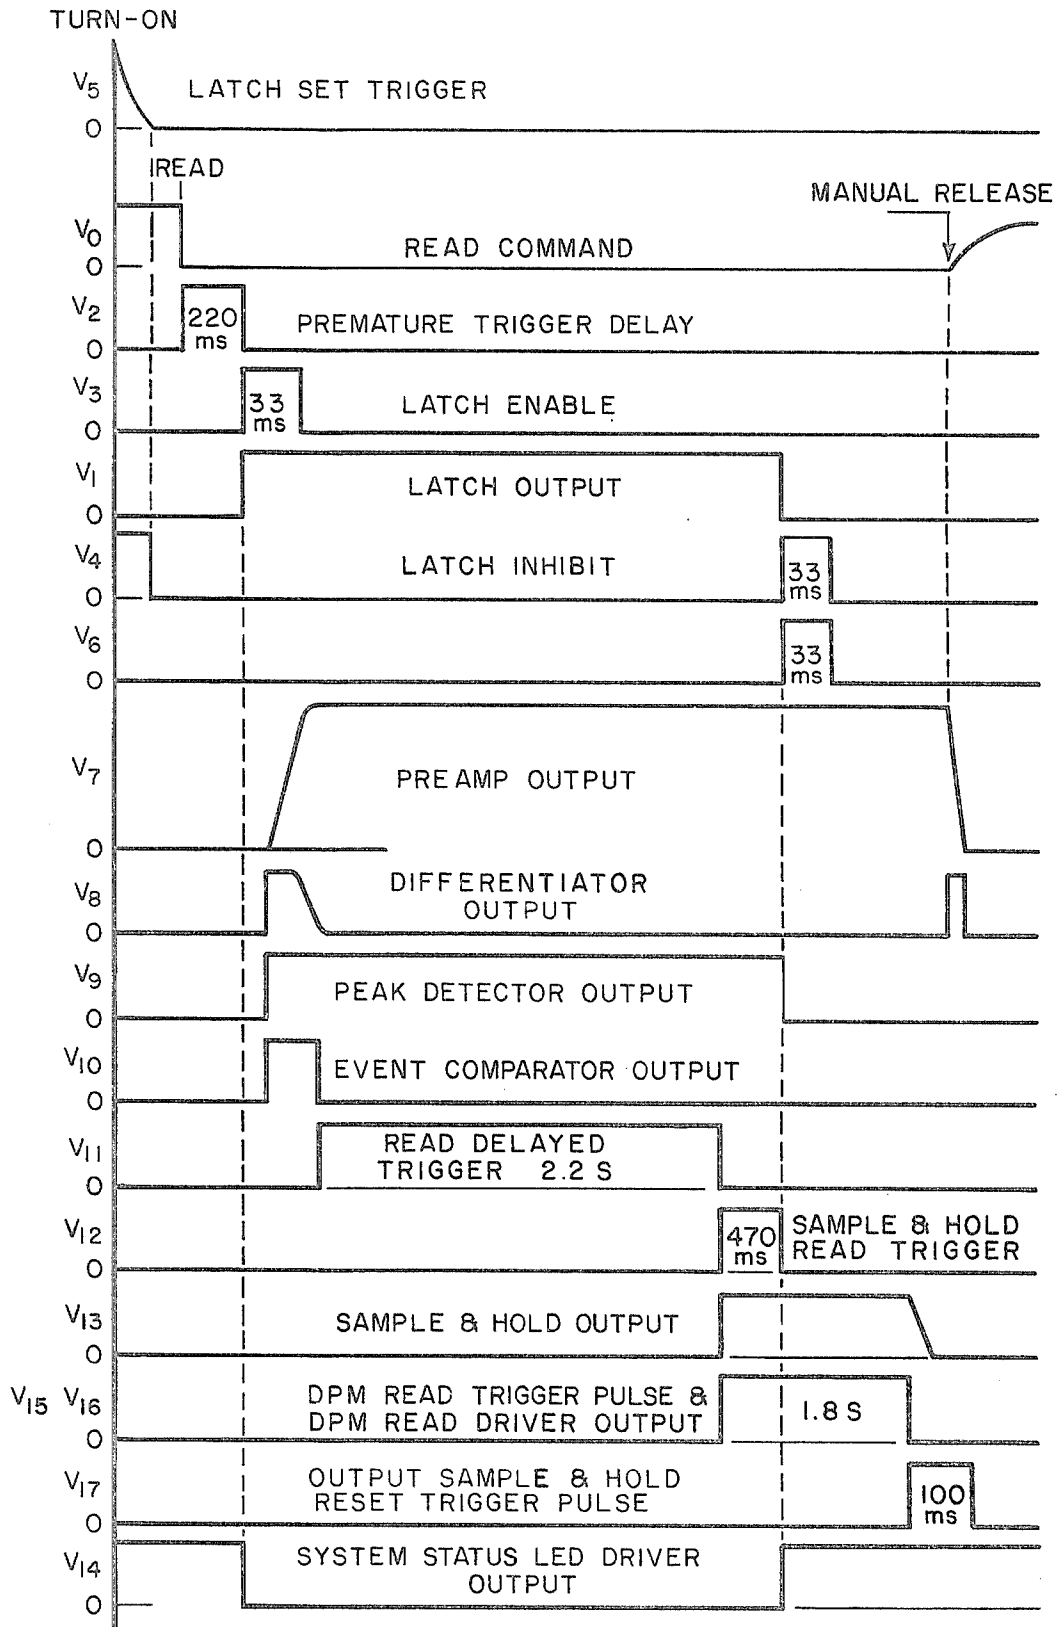 TURN-ON
V5
LATCH SET TRIGGER
0
READ
MANUAL RELEASE
V0
READ COMMAND
0
V2
220
ms
PREMATURE TRIGGER DELAY
0
V3
33
ms
LATCH ENABLE
0
V1
LATCH OUTPUT
0
V4
LATCH INHIBIT
33
ms
0
V6
33
ms
0
V7
PREAMP OUTPUT
0
V8
DIFFERENTIATOR
OUTPUT
0
V9
PEAK DETECTOR OUTPUT
0
V10
EVENT COMPARATOR OUTPUT
0
V11
READ DELAYED
TRIGGER 2.2 S
0
V12
470
ms
SAMPLE & HOLD
READ TRIGGER
0
V13
SAMPLE & HOLD OUTPUT
0
V15 V16
DPM READ TRIGGER PULSE &
DPM READ DRIVER OUTPUT
1.8 S
0
V17
OUTPUT SAMPLE & HOLD
RESET TRIGGER PULSE
100
ms
0
V14
SYSTEM STATUS LED DRIVER
OUTPUT
0